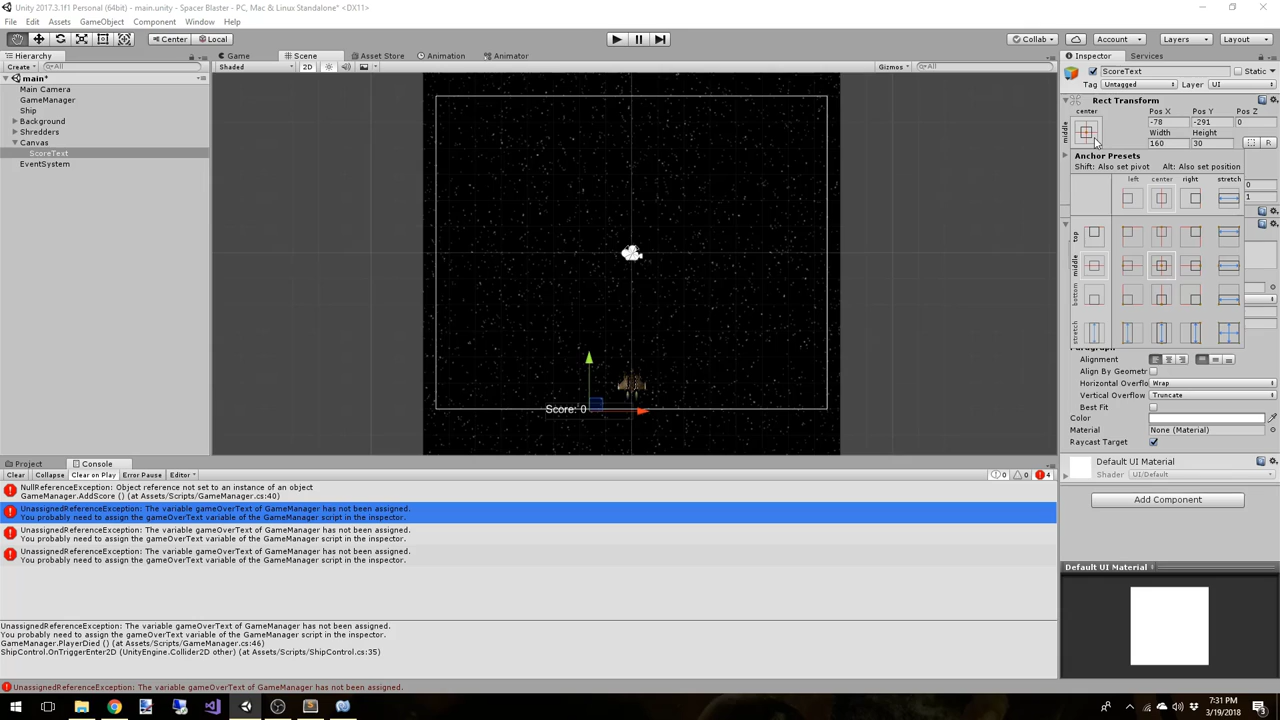 Unity 2017.3.1f1 Personal (64bit) - main.unity - Spacer Blaster - PC, Mac & Linux Standalone* <DX11>
File Edit Assets GameObject Component Window Help
Center Local Collab Account Layers Layout
Hierarchy Game Scene Asset Store Animation Animator Inspector Services
Create All Shaded 2D Gizmos All
ScoreText Static
Tag Untagged Layer UI
main*
Main Camera
GameManager
Ship
Background
Shredders
Canvas
ScoreText
EventSystem
Rect Transform
center Pos X Pos Y Pos Z
middle -78 -291 0
Width Height
160 30 R
Anchor Presets
Shift: Also set pivot Alt: Also set position
left center right stretch
0
1
top
middle
bottom
stretch
Score: 0
Alignment
Align By Geometr
Horizontal Overflo Wrap
Vertical Overflow Truncate
Best Fit
Color
Material None (Material)
Raycast Target
Default UI Material
Shader UI/Default
Add Component
Default UI Material
Project Console
Clear Collapse Clear on Play Error Pause Editor 0 0 4
NullReferenceException: Object reference not set to an instance of an object
GameManager.AddScore () (at Assets/Scripts/GameManager.cs:40)
UnassignedReferenceException: The variable gameOverText of GameManager has not been assigned.
You probably need to assign the gameOverText variable of the GameManager script in the inspector.
UnassignedReferenceException: The variable gameOverText of GameManager has not been assigned.
You probably need to assign the gameOverText variable of the GameManager script in the inspector.
UnassignedReferenceException: The variable gameOverText of GameManager has not been assigned.
You probably need to assign the gameOverText variable of the GameManager script in the inspector.
UnassignedReferenceException: The variable gameOverText of GameManager has not been assigned.
You probably need to assign the gameOverText variable of the GameManager script in the inspector.
GameManager.PlayerDied () (at Assets/Scripts/GameManager.cs:46)
ShipControl.OnTriggerEnter2D (UnityEngine.Collider2D other) (at Assets/Scripts/ShipControl.cs:35)
UnassignedReferenceException: The variable gameOverText of GameManager has not been assigned.
7:31 PM
3/19/2018
3